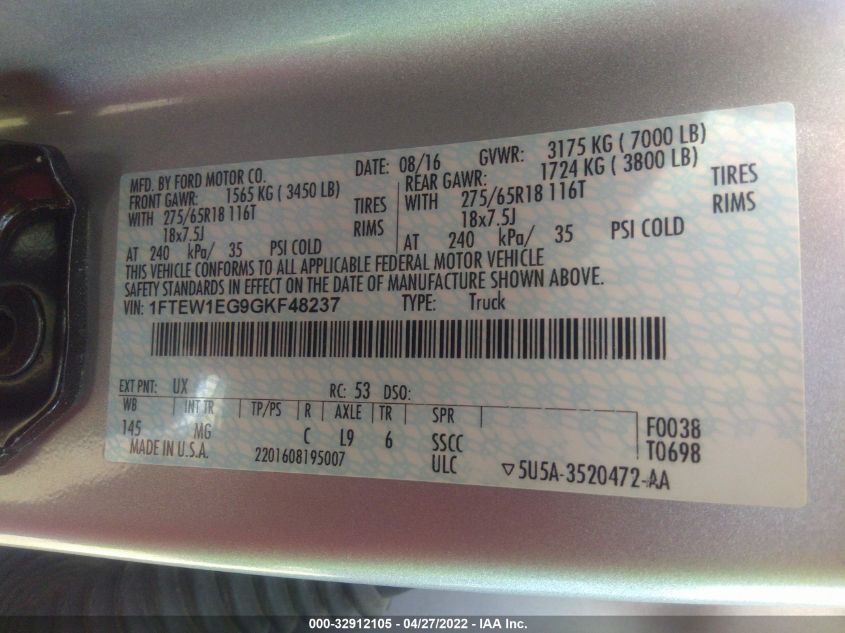 MFD. BY FORD MOTOR CO. DATE: 08/16 GVWR: 3175 KG ( 7000 LB)
FRONT GAWR: 1565 KG ( 3450 LB) REAR GAWR: 1724 KG ( 3800 LB)
WITH 275/65R18 116T TIRES WITH 275/65R18 116T TIRES
18x7.5J RIMS 18x7.5J RIMS
AT 240 kPa/ 35 PSI COLD AT 240 kPa/ 35 PSI COLD
THIS VEHICLE CONFORMS TO ALL APPLICABLE FEDERAL MOTOR VEHICLE
SAFETY STANDARDS IN EFFECT ON THE DATE OF MANUFACTURE SHOWN ABOVE.
VIN: 1FTEW1EG9GKF48237 TYPE: Truck
EXT PNT: UX RC: 53 DSO:
WB INT TR TP/PS R AXLE TR SPR
145 MG C L9 6 SSCC F0038
MADE IN U.S.A. 2201608195007 ULC T0698
▽5U5A-3520472-AA
000-32912105 - 04/27/2022 - IAA Inc.